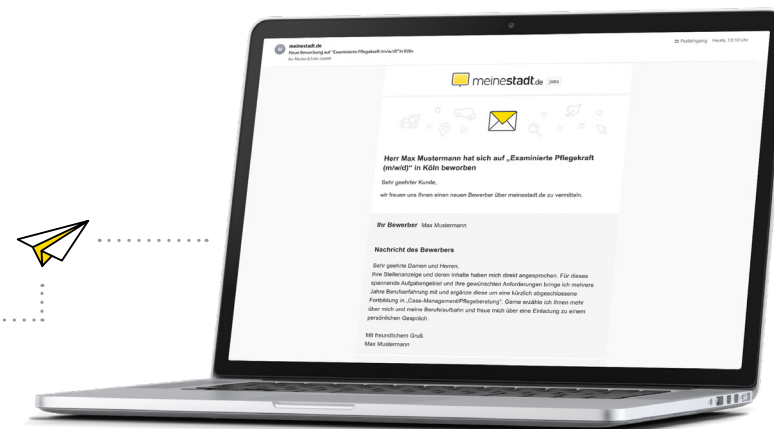 meinestadt.de
Neue Bewerbung auf "Examinierte Pflegekraft (m/w/d)" in Köln
Posteingang Heute, 13:10 Uhr
meinestadt.de Jobs
Herr Max Mustermann hat sich auf „Examinierte Pflegekraft
(m/w/d)“ in Köln beworben
Sehr geehrter Kunde,
wir freuen uns Ihnen einen neuen Bewerber über meinestadt.de zu vermitteln.
Ihr Bewerber Max Mustermann
Nachricht des Bewerbers
Sehr geehrte Damen und Herren,
Ihre Stellenanzeige und deren Inhalte haben mich direkt angesprochen. Für dieses
spannende Aufgabengebiet und Ihre gewünschten Anforderungen bringe ich mehrere
Jahre Berufserfahrung mit und ergänze diese um eine kürzlich abgeschlossene
Fortbildung in „Case-Management/Pflegeberatung“. Gerne erzähle ich Ihnen mehr
über mich und meine Berufslaufbahn und freue mich über eine Einladung zu einem
persönlichen Gespräch.
Mit freundlichem Gruß
Max Mustermann